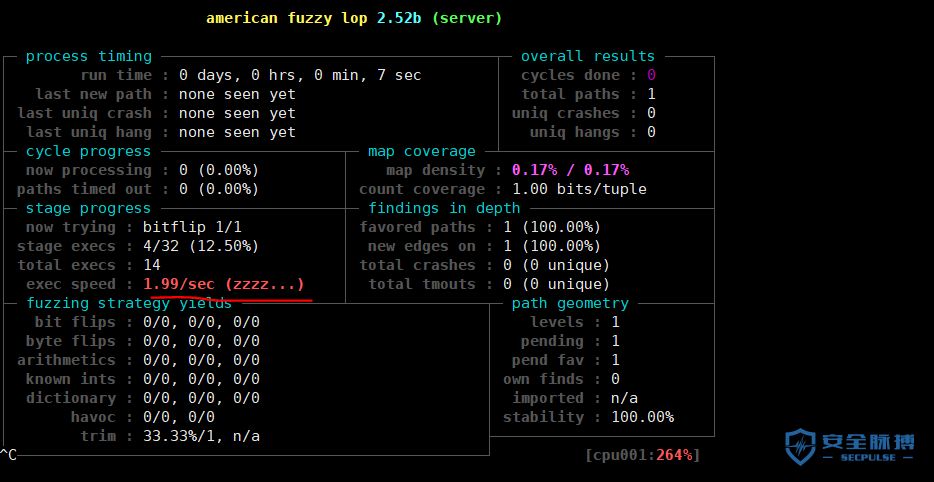 american fuzzy lop 2.52b (server)
process timing overall results
run time : 0 days, 0 hrs, 0 min, 7 sec cycles done : 0
last new path : none seen yet total paths : 1
last uniq crash : none seen yet uniq crashes : 0
last uniq hang : none seen yet uniq hangs : 0
cycle progress map coverage
now processing : 0 (0.00%) map density : 0.17% / 0.17%
paths timed out : 0 (0.00%) count coverage : 1.00 bits/tuple
stage progress findings in depth
now trying : bitflip 1/1 favored paths : 1 (100.00%)
stage execs : 4/32 (12.50%) new edges on : 1 (100.00%)
total execs : 14 total crashes : 0 (0 unique)
exec speed : 1.99/sec (zzzz...) total tmouts : 0 (0 unique)
fuzzing strategy yields path geometry
bit flips : 0/0, 0/0, 0/0 levels : 1
byte flips : 0/0, 0/0, 0/0 pending : 1
arithmetics : 0/0, 0/0, 0/0 pend fav : 1
known ints : 0/0, 0/0, 0/0 own finds : 0
dictionary : 0/0, 0/0, 0/0 imported : n/a
havoc : 0/0, 0/0 stability : 100.00%
trim : 33.33%/1, n/a
^C [cpu001:264%]
安全脉搏
SECPULSE